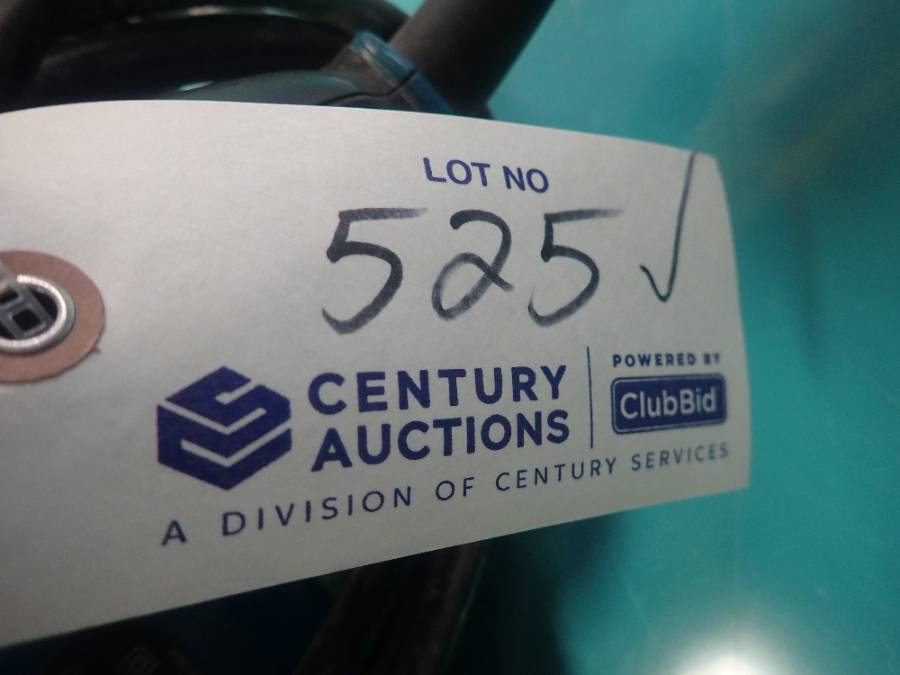 LOT NO
525 ✓
CENTURY
AUCTIONS
POWERED BY
ClubBid
A DIVISION OF CENTURY SERVICES